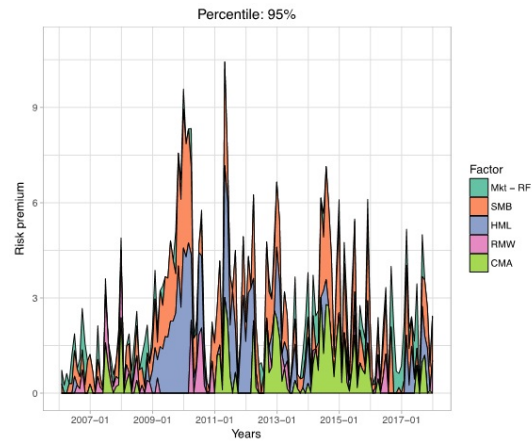 Percentile: 95%
Risk premium
9
6
3
0
2007−01 2009−01 2011−01 2013−01 2015−01 2017−01
Years
Factor
Mkt − RF
SMB
HML
RMW
CMA